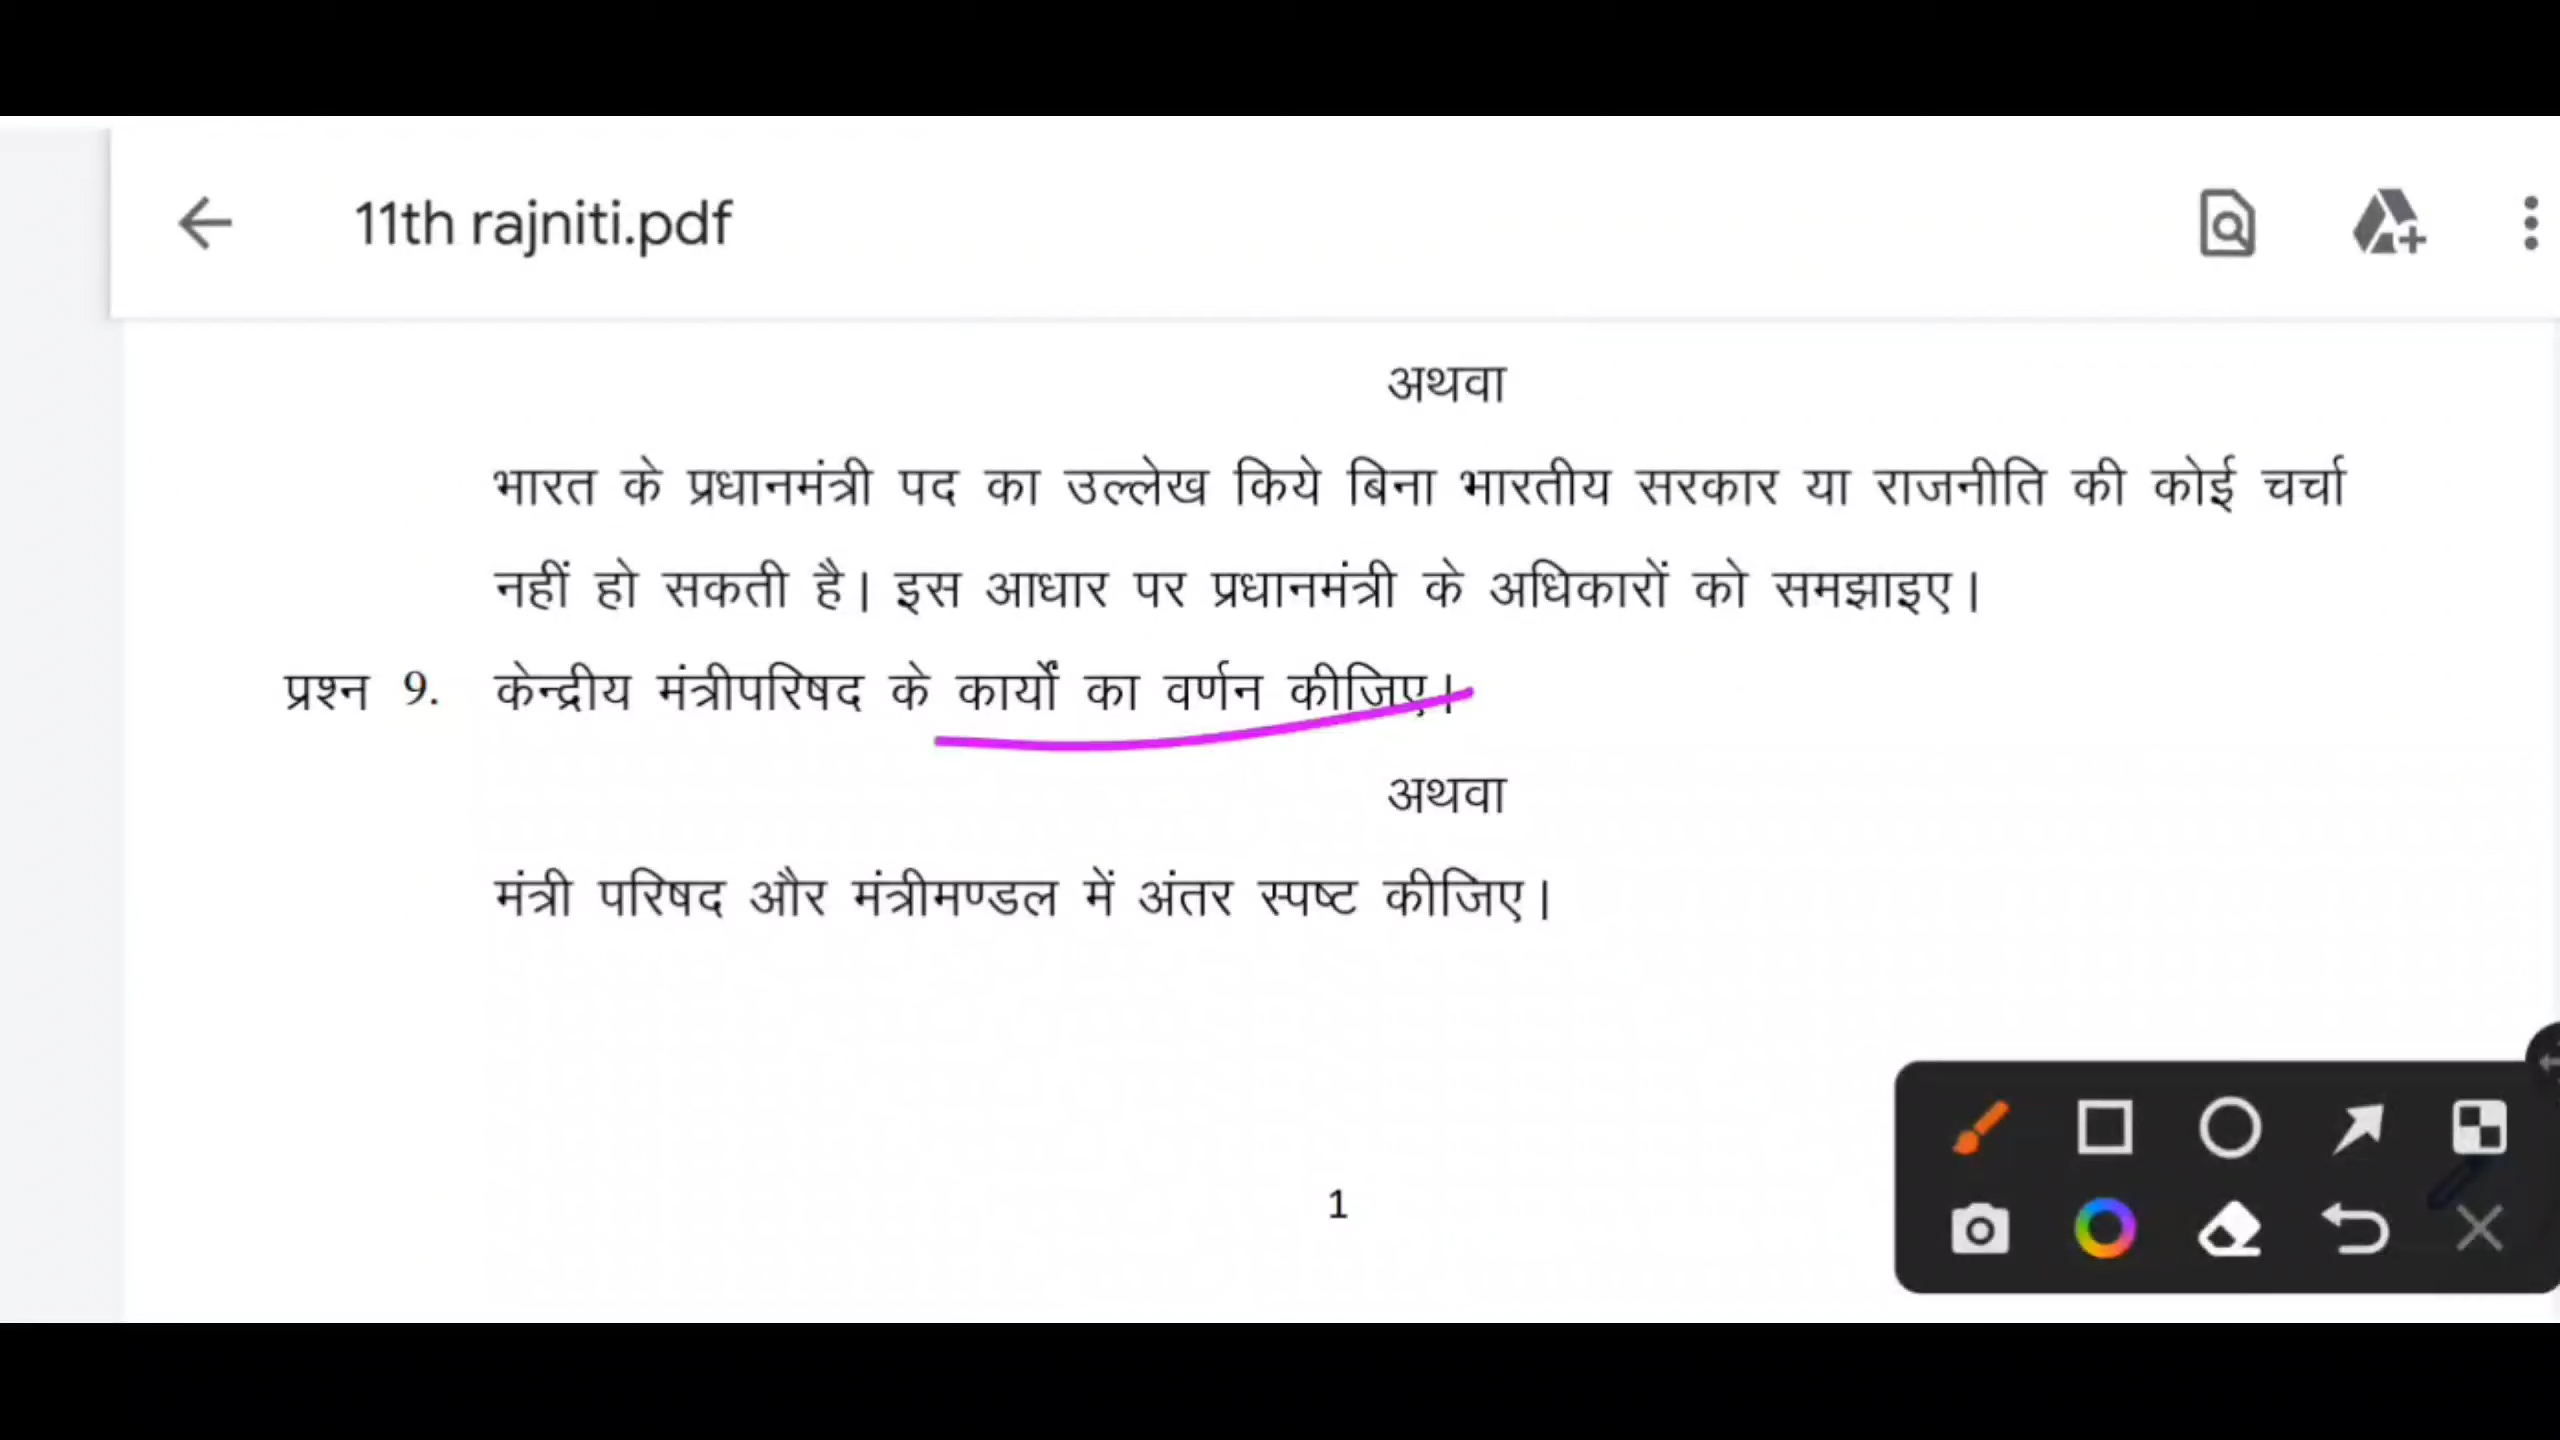 11th rajniti.pdf
अथवा
भारत के प्रधानमंत्री पद का उल्लेख किये बिना भारतीय सरकार या राजनीति की कोई चर्चा
नहीं हो सकती है। इस आधार पर प्रधानमंत्री के अधिकारों को समझाइए।
प्रश्न 9. केन्द्रीय मंत्रीपरिषद के कार्यों का वर्णन कीजिए।
अथवा
मंत्री परिषद और मंत्रीमण्डल में अंतर स्पष्ट कीजिए।
1